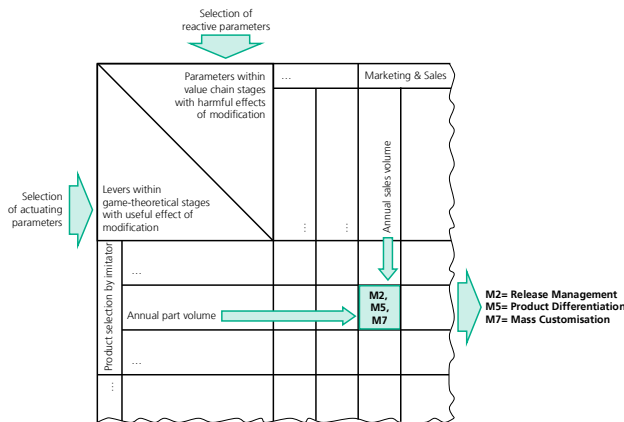 Selection of
reactive parameters
Parameters within
value chain stages
with harmful effects
of modification
...
Marketing & Sales
Selection
of actuating
parameters
Levers within
game-theoretical stages
with useful effect of
modification
...
...
Annual sales volume
Product selection by imitator
...
...
Annual part volume
M2,
M5,
M7
...
M2= Release Management
M5= Product Differentiation
M7= Mass Customisation